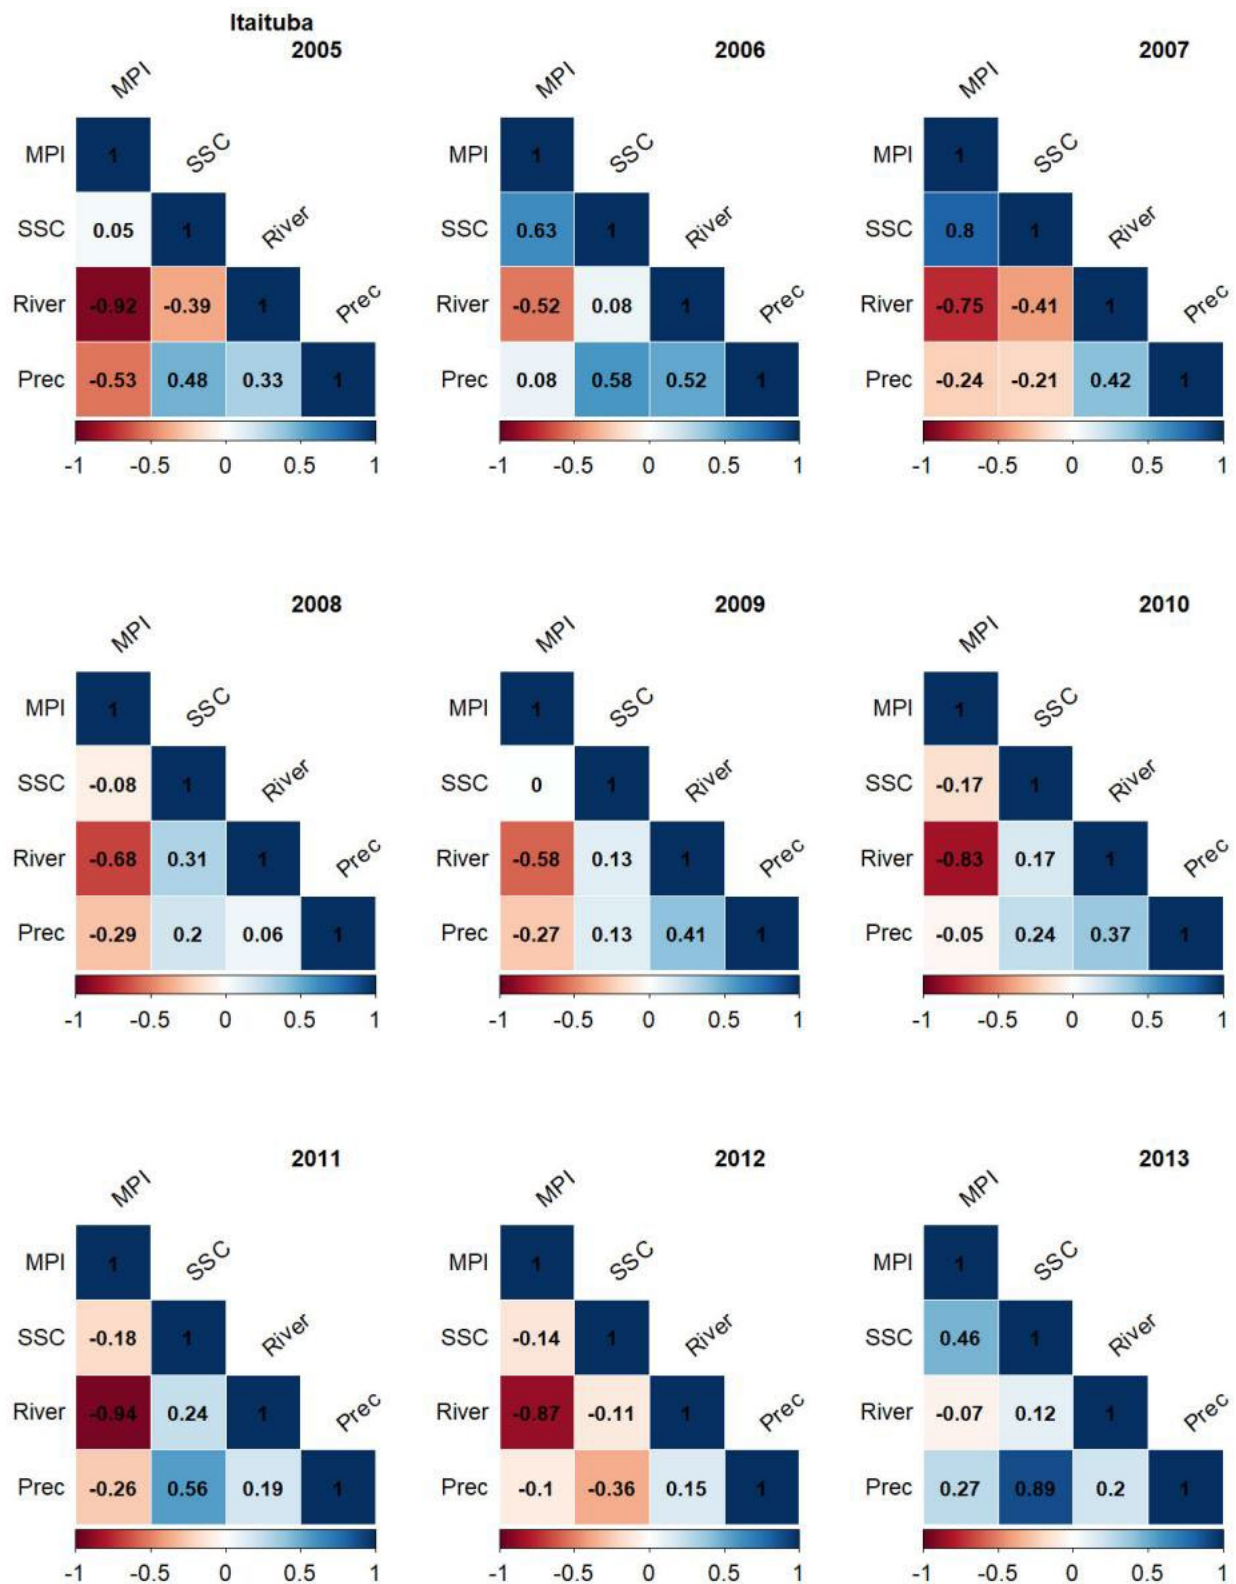 Itaituba
2005
MPI
MPI 1 SSC
SSC 0.05 1 River
River -0.92 -0.39 1 Prec
Prec -0.53 0.48 0.33 1
-1 -0.5 0 0.5 1
2006
MPI
MPI 1 SSC
SSC 0.63 1 River
River -0.52 0.08 1 Prec
Prec 0.08 0.58 0.52 1
-1 -0.5 0 0.5 1
2007
MPI
MPI 1 SSC
SSC 0.8 1 River
River -0.75 -0.41 1 Prec
Prec -0.24 -0.21 0.42 1
-1 -0.5 0 0.5 1
2008
MPI
MPI 1 SSC
SSC -0.08 1 River
River -0.68 0.31 1 Prec
Prec -0.29 0.2 0.06 1
-1 -0.5 0 0.5 1
2009
MPI
MPI 1 SSC
SSC 0 1 River
River -0.58 0.13 1 Prec
Prec -0.27 0.13 0.41 1
-1 -0.5 0 0.5 1
2010
MPI
MPI 1 SSC
SSC -0.17 1 River
River -0.83 0.17 1 Prec
Prec -0.05 0.24 0.37 1
-1 -0.5 0 0.5 1
2011
MPI
MPI 1 SSC
SSC -0.18 1 River
River -0.94 0.24 1 Prec
Prec -0.26 0.56 0.19 1
-1 -0.5 0 0.5 1
2012
MPI
MPI 1 SSC
SSC -0.14 1 River
River -0.87 -0.11 1 Prec
Prec -0.1 -0.36 0.15 1
-1 -0.5 0 0.5 1
2013
MPI
MPI 1 SSC
SSC 0.46 1 River
River -0.07 0.12 1 Prec
Prec 0.27 0.89 0.2 1
-1 -0.5 0 0.5 1